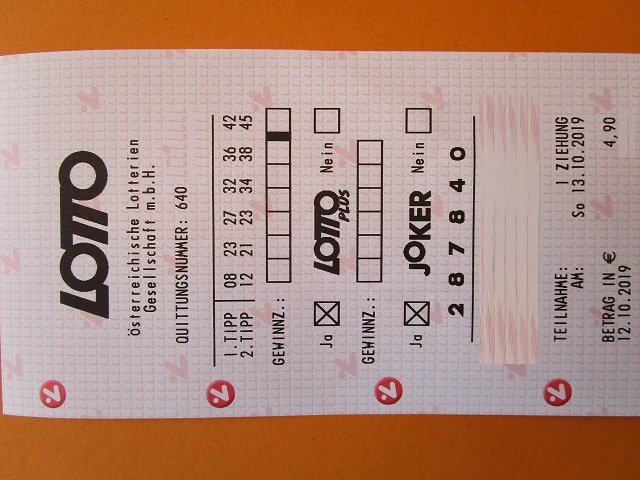 LOTTO
Österreichische Lotterien
Gesellschaft m.b.H.
QUITTUNGSNUMMER: 640
1.TIPP 08 23 27 32 36 42
2.TIPP 12 21 23 34 38 45
GEWINNZ.:
Ja LOTTO PLUS Nein
GEWINNZ.:
Ja JOKER Nein
2 8 7 8 4 0
TEILNAHME: 1 ZIEHUNG
AM: So 13.10.2019
BETRAG IN € 4,90
12.10.2019